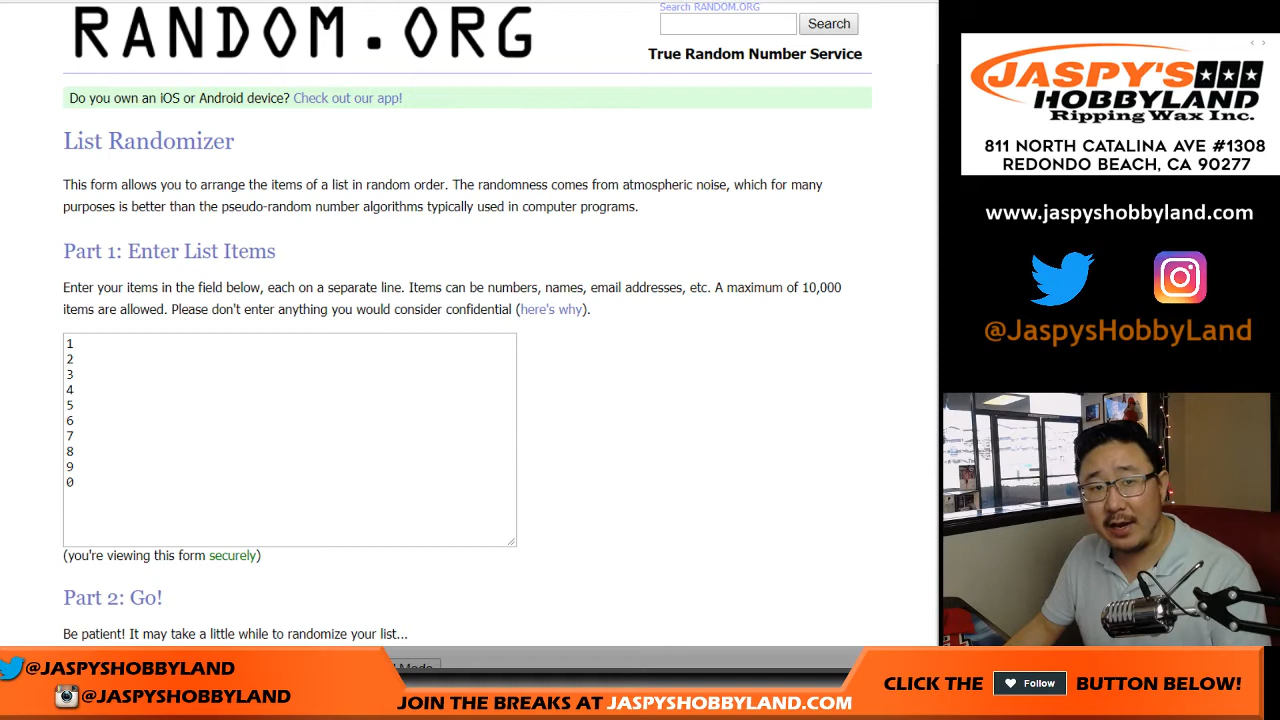 RANDOM.ORG
Search RANDOM.ORG
Search
True Random Number Service
Do you own an iOS or Android device? Check out our app!
List Randomizer
This form allows you to arrange the items of a list in random order. The randomness comes from atmospheric noise, which for many
purposes is better than the pseudo-random number algorithms typically used in computer programs.
Part 1: Enter List Items
Enter your items in the field below, each on a separate line. Items can be numbers, names, email addresses, etc. A maximum of 10,000
items are allowed. Please don't enter anything you would consider confidential (here's why).
1
2
3
4
5
6
7
8
9
0
(you're viewing this form securely)
Part 2: Go!
Be patient! It may take a little while to randomize your list...
JASPY'S
HOBBYLAND
Ripping Wax Inc.
811 NORTH CATALINA AVE #1308
REDONDO BEACH, CA 90277
www.jaspyshobbyland.com
@JaspysHobbyLand
@JASPYSHOBBYLAND
@JASPYSHOBBYLAND
JOIN THE BREAKS AT JASPYSHOBBYLAND.COM
CLICK THE Follow BUTTON BELOW!